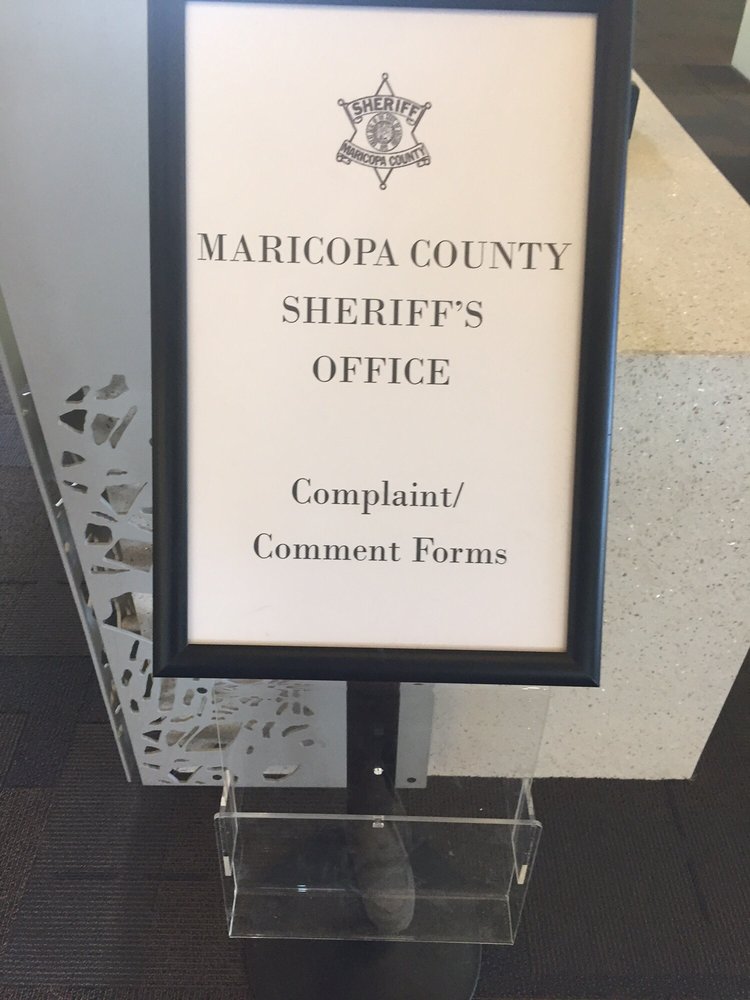 SHERIFF
MARICOPA COUNTY
MARICOPA COUNTY
SHERIFF'S
OFFICE
Complaint/
Comment Forms